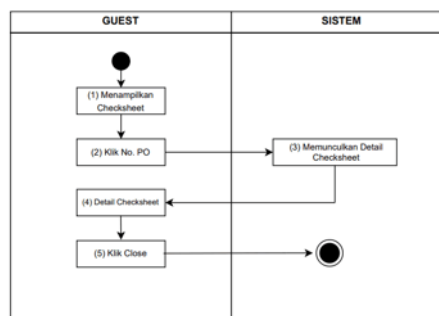 GUEST
SISTEM
(1) Menampilkan
Checksheet
(2) Klik No. PO
(3) Memunculkan Detail
Checksheet
(4) Detail Checksheet
(5) Klik Close